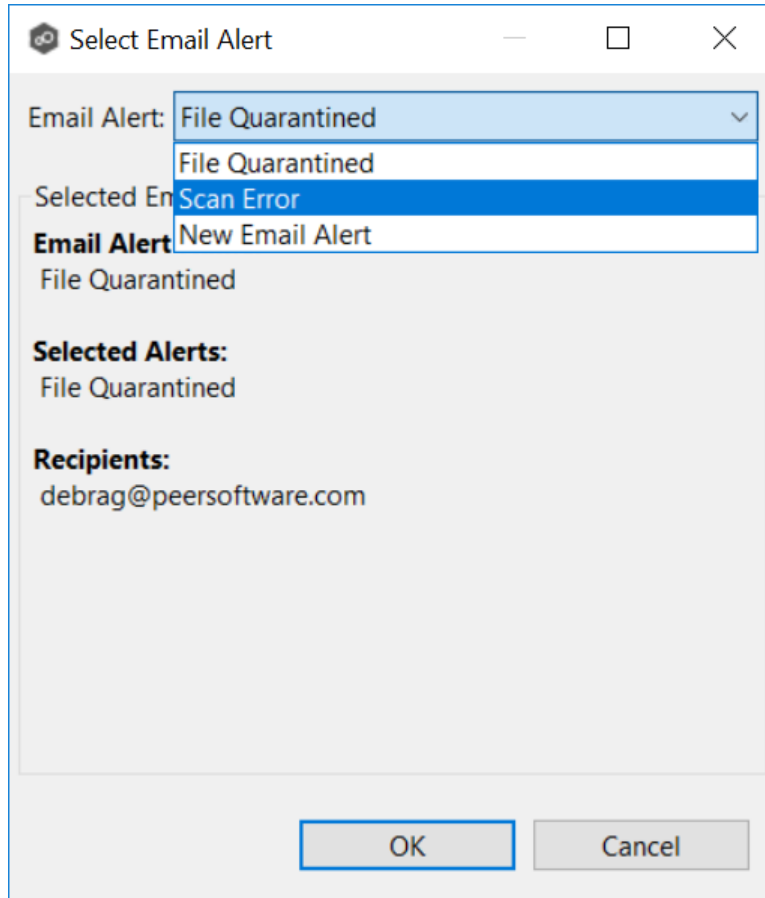 Select Email Alert
Email Alert: File Quarantined
File Quarantined
Scan Error
New Email Alert
Selected Em
Email Alert
File Quarantined
Selected Alerts:
File Quarantined
Recipients:
debrag@peersoftware.com
OK Cancel